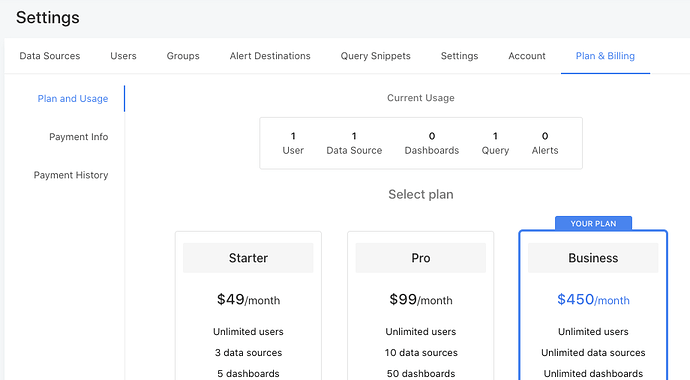 Settings
Data Sources Users Groups Alert Destinations Query Snippets Settings Account Plan & Billing
Plan and Usage
Payment Info
Payment History
Current Usage
1 1 0 1 0
User Data Source Dashboards Query Alerts
Select plan
YOUR PLAN
Starter Pro Business
$49/month $99/month $450/month
Unlimited users Unlimited users Unlimited users
3 data sources 10 data sources Unlimited data sources
5 dashboards 50 dashboards Unlimited dashboards